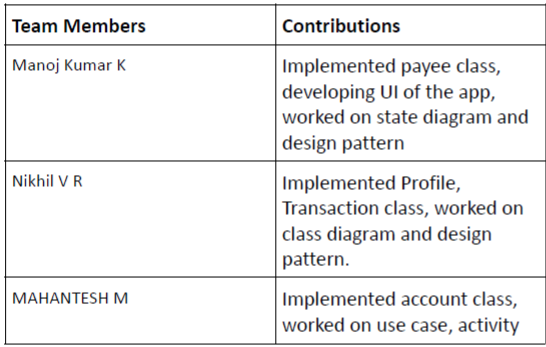 Team Members Contributions
Manoj Kumar K Implemented payee class,
developing UI of the app,
worked on state diagram and
design pattern
Nikhil V R Implemented Profile,
Transaction class, worked on
class diagram and design
pattern.
MAHANTESH M Implemented account class,
worked on use case, activity